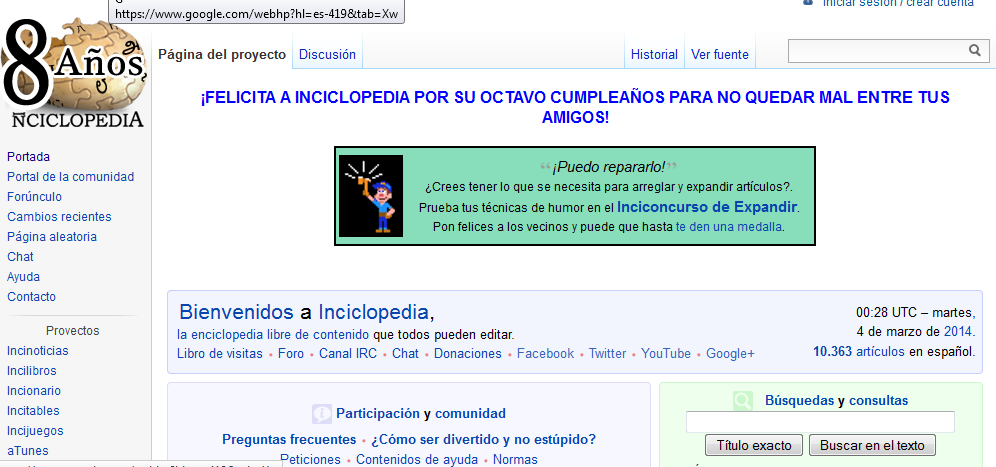 https://www.google.com/webhp?hl=es-419&tab=Xw
Iniciar sesión / crear cuenta
8 Años
INCICLOPEDIA
Página del proyecto
Discusión
Historial
Ver fuente
¡FELICITA A INCICLOPEDIA POR SU OCTAVO CUMPLEAÑOS PARA NO QUEDAR MAL ENTRE TUS
AMIGOS!
“¡Puedo repararlo!”
¿Crees tener lo que se necesita para arreglar y expandir artículos?.
Prueba tus técnicas de humor en el Inciconcurso de Expandir.
Pon felices a los vecinos y puede que hasta te den una medalla.
Portada
Portal de la comunidad
Forúnculo
Cambios recientes
Página aleatoria
Chat
Ayuda
Contacto
Proyectos
Incinoticias
Incilibros
Incionario
Incitables
Incijuegos
aTunes
Bienvenidos a Inciclopedia,
la enciclopedia libre de contenido que todos pueden editar.
Libro de visitas • Foro • Canal IRC • Chat • Donaciones • Facebook • Twitter • YouTube • Google+
00:28 UTC – martes,
4 de marzo de 2014.
10.363 artículos en español.
Participación y comunidad
Preguntas frecuentes • ¿Cómo ser divertido y no estúpido?
Peticiones • Contenidos de ayuda • Normas
Búsquedas y consultas
Título exacto
Buscar en el texto